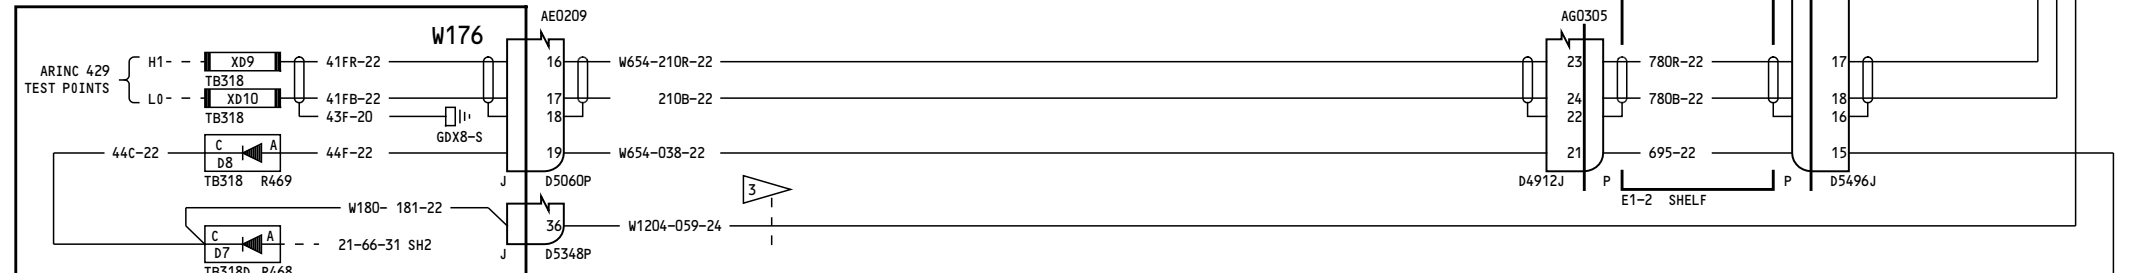 AE0209
AG0305
W176
H1-
XD9
41FR-22
16
W654-210R-22
23
780R-22
17
ARINC 429
TEST POINTS
TB318
L0-
XD10
41FB-22
17
210B-22
24
780B-22
18
TB318
43F-20
18
22
16
GDX8-S
44C-22
C
A
D8
44F-22
19
W654-038-22
21
695-22
15
TB318 R469
J
D5060P
3
D4912J
P
P
D5496J
E1-2 SHELF
W180- 181-22
36
W1204-059-24
C
A
D7
21-66-31 SH2
J
D5348P
TB318D R468